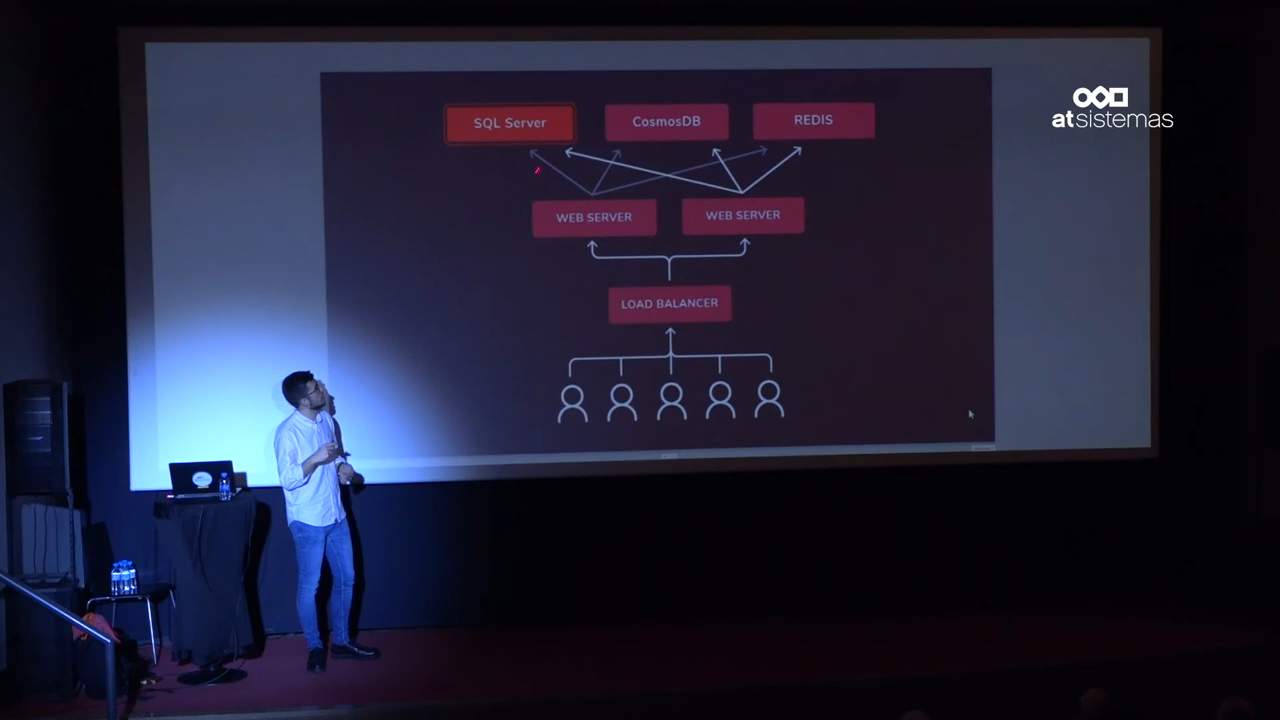 SQL Server
CosmosDB
REDIS
atsistemas
WEB SERVER
WEB SERVER
LOAD BALANCER